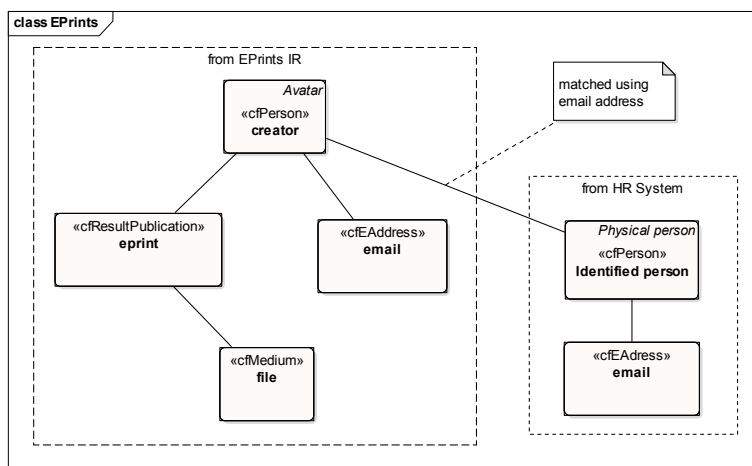 class EPrints
from EPrints IR
Avatar
«cfPerson»
creator
matched using
email address
from HR System
«cfResultPublication»
eprint
«cfEAddress»
email
Physical person
«cfPerson»
Identified person
«cfMedium»
file
«cfEAdress»
email